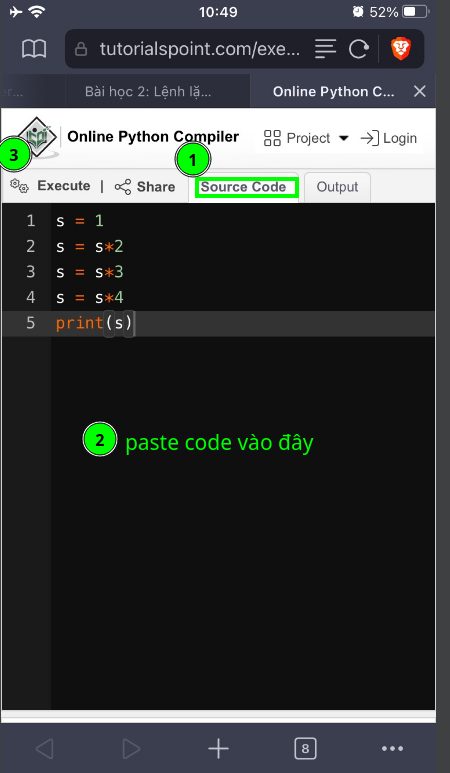 10:49
52%
tutorialspoint.com/exe...
er...
Bài học 2: Lệnh lặ...
Online Python C...
Online Python Compiler
Project
Login
3
1
Execute | Share
Source Code
Output
1 s = 1
2 s = s*2
3 s = s*3
4 s = s*4
5 print(s)
2 paste code vào đây
8